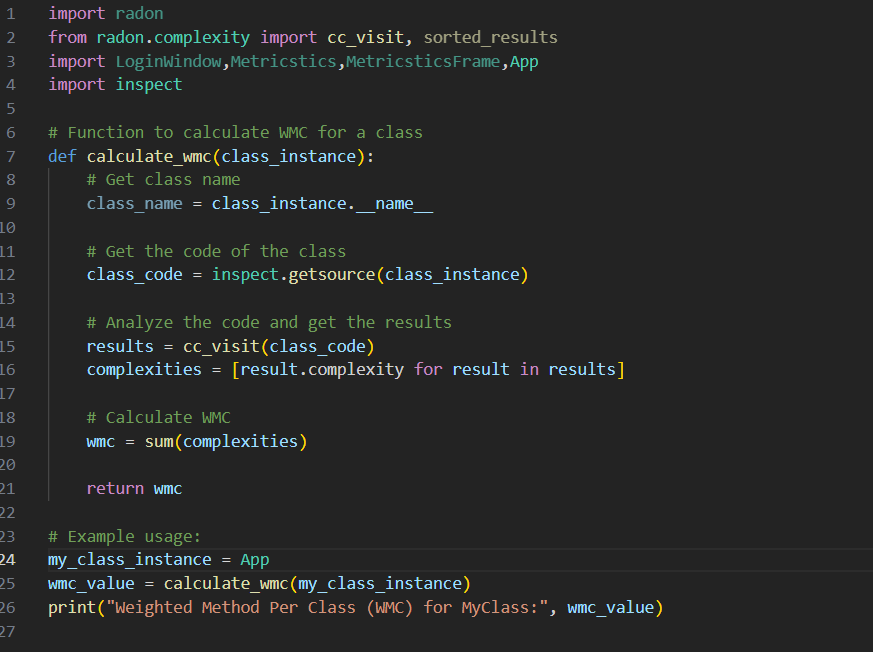 1 import radon
2 from radon.complexity import cc_visit, sorted_results
3 import LoginWindow,Metricstics,MetricsticsFrame,App
4 import inspect
5
6 # Function to calculate WMC for a class
7 def calculate_wmc(class_instance):
8     # Get class name
9     class_name = class_instance.__name__
10
11     # Get the code of the class
12     class_code = inspect.getsource(class_instance)
13
14     # Analyze the code and get the results
15     results = cc_visit(class_code)
16     complexities = [result.complexity for result in results]
17
18     # Calculate WMC
19     wmc = sum(complexities)
20
21     return wmc
22
23 # Example usage:
24 my_class_instance = App
25 wmc_value = calculate_wmc(my_class_instance)
26 print("Weighted Method Per Class (WMC) for MyClass:", wmc_value)
27